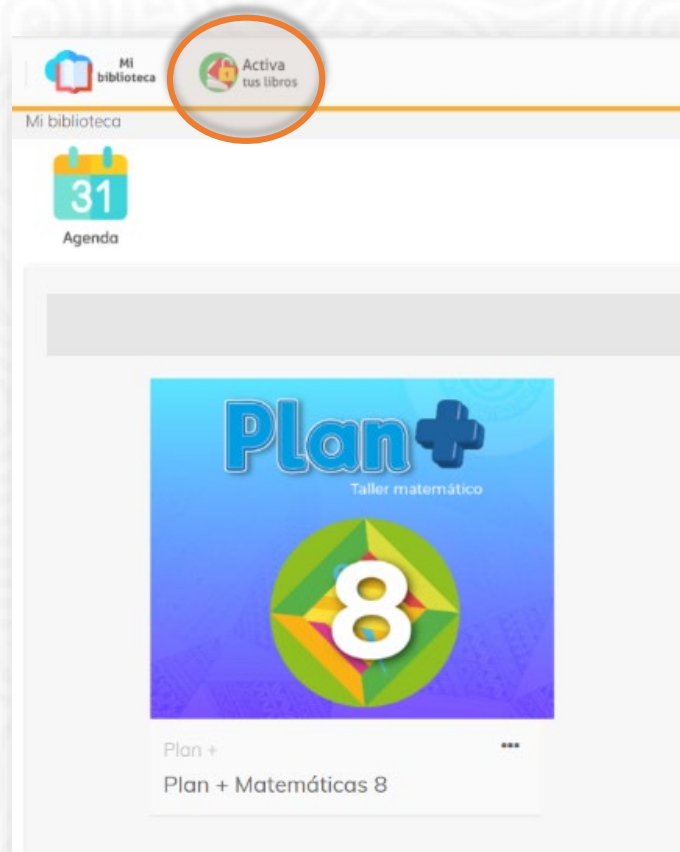 Mi
biblioteca
Activa
tus libros
Mi biblioteca
31
Agenda
Plan+
Taller matemático
8
Plan +
Plan + Matemáticas 8